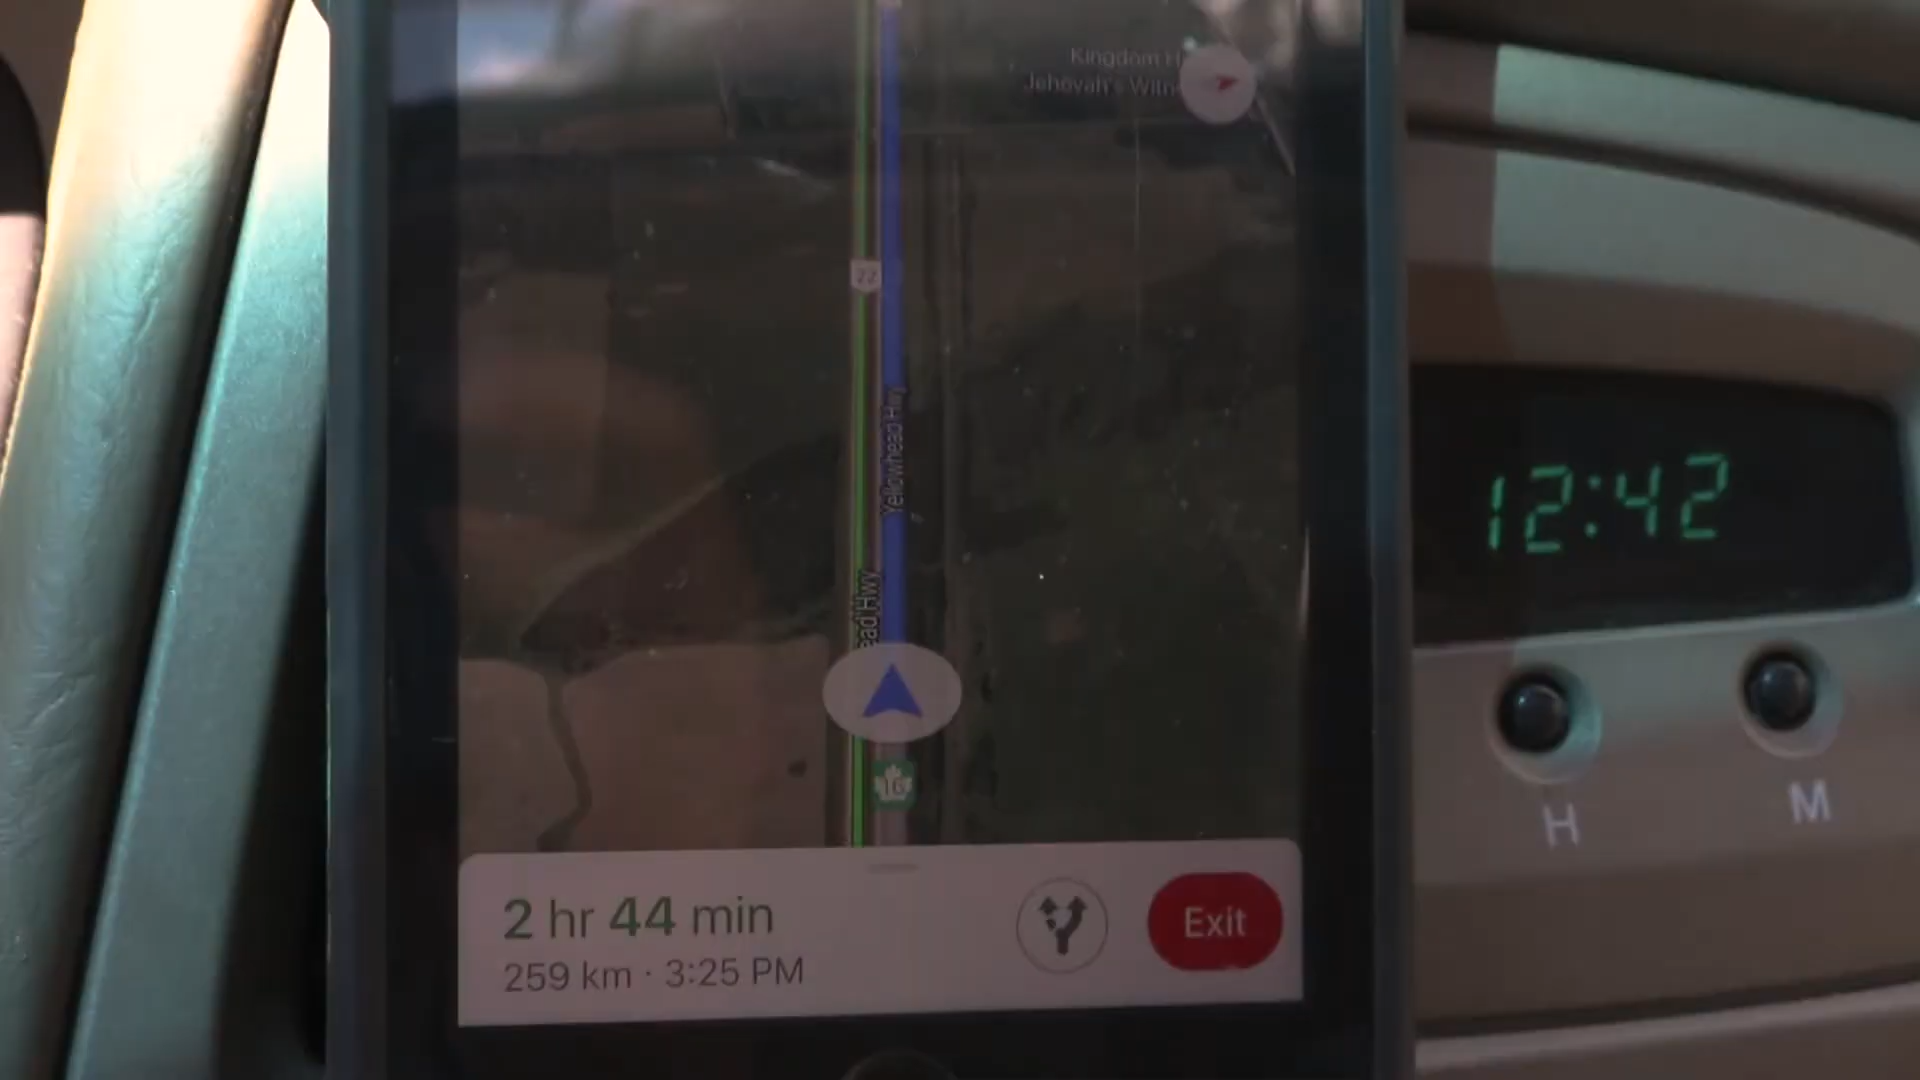 Kingdom H
Jehovah's Witn
22
Yellowhead Hwy
ead Hwy
16
12:42
H
M
2 hr 44 min
259 km · 3:25 PM
Exit